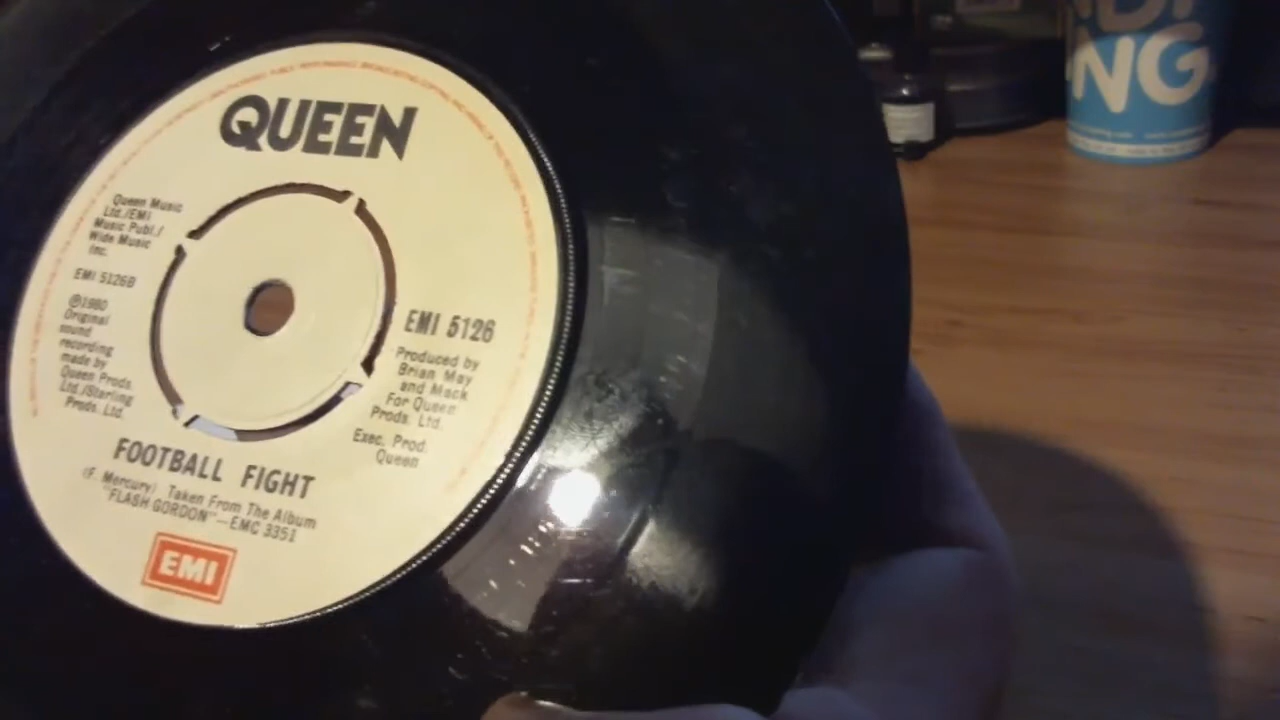 QUEEN
Queen Music
Ltd./EMI
Music Publ./
Wide Music
Inc.
EMI 5126B
℗1980
Original
sound
recording
made by
Queen Prods.
Ltd./Starling
Prods. Ltd.
EMI 5126
Produced by
Brian May
and Mack
For Queen
Prods. Ltd.
Exec. Prod.
Queen
FOOTBALL FIGHT
(F. Mercury) Taken From The Album
"FLASH GORDON"—EMC 3351
EMI
NG